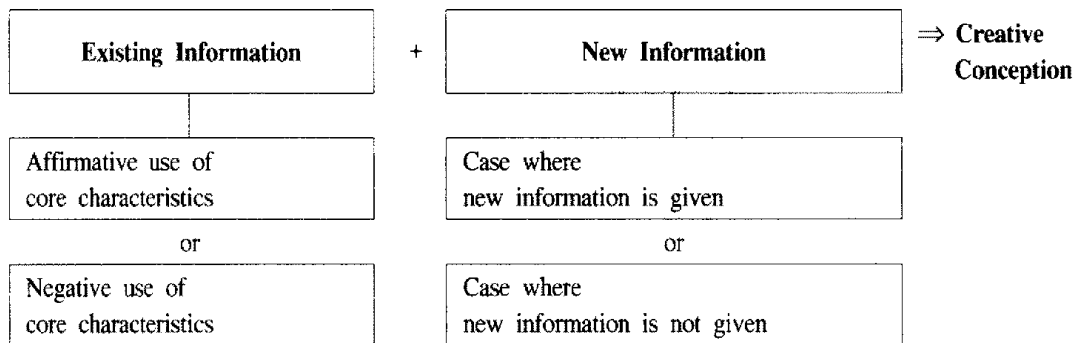 Existing Information + New Information ⇒ Creative
Conception
Affirmative use of
core characteristics
Case where
new information is given
or
or
Negative use of
core characteristics
Case where
new information is not given